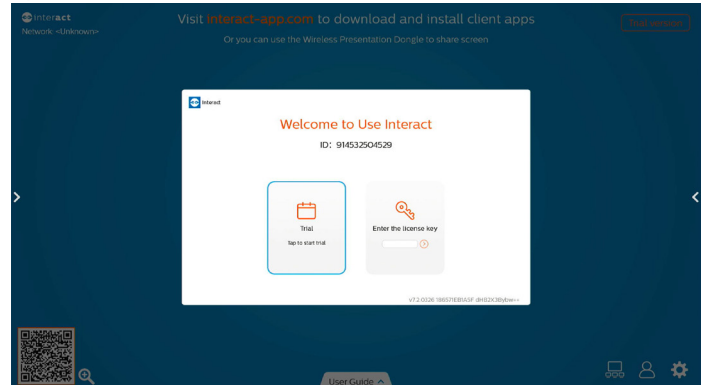 interact
Network: <Unknown>
Visit interact-app.com to download and install client apps
Or you can use the Wireless Presentation Dongle to share screen
Trial version
Interact
Welcome to Use Interact
ID: 914532504529
Trial
Tap to start trial
Enter the license key
User Guide